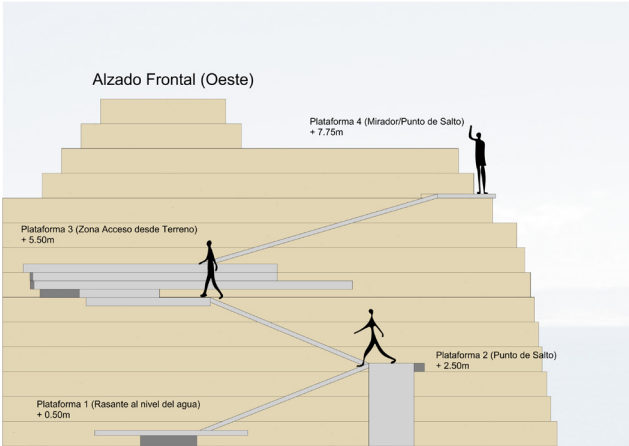 Alzado Frontal (Oeste)
Plataforma 4 (Mirador/Punto de Salto)
+ 7.75m
Plataforma 3 (Zona Acceso desde Terreno)
+ 5.50m
Plataforma 2 (Punto de Salto)
+ 2.50m
Plataforma 1 (Rasante al nivel del agua)
+ 0.50m